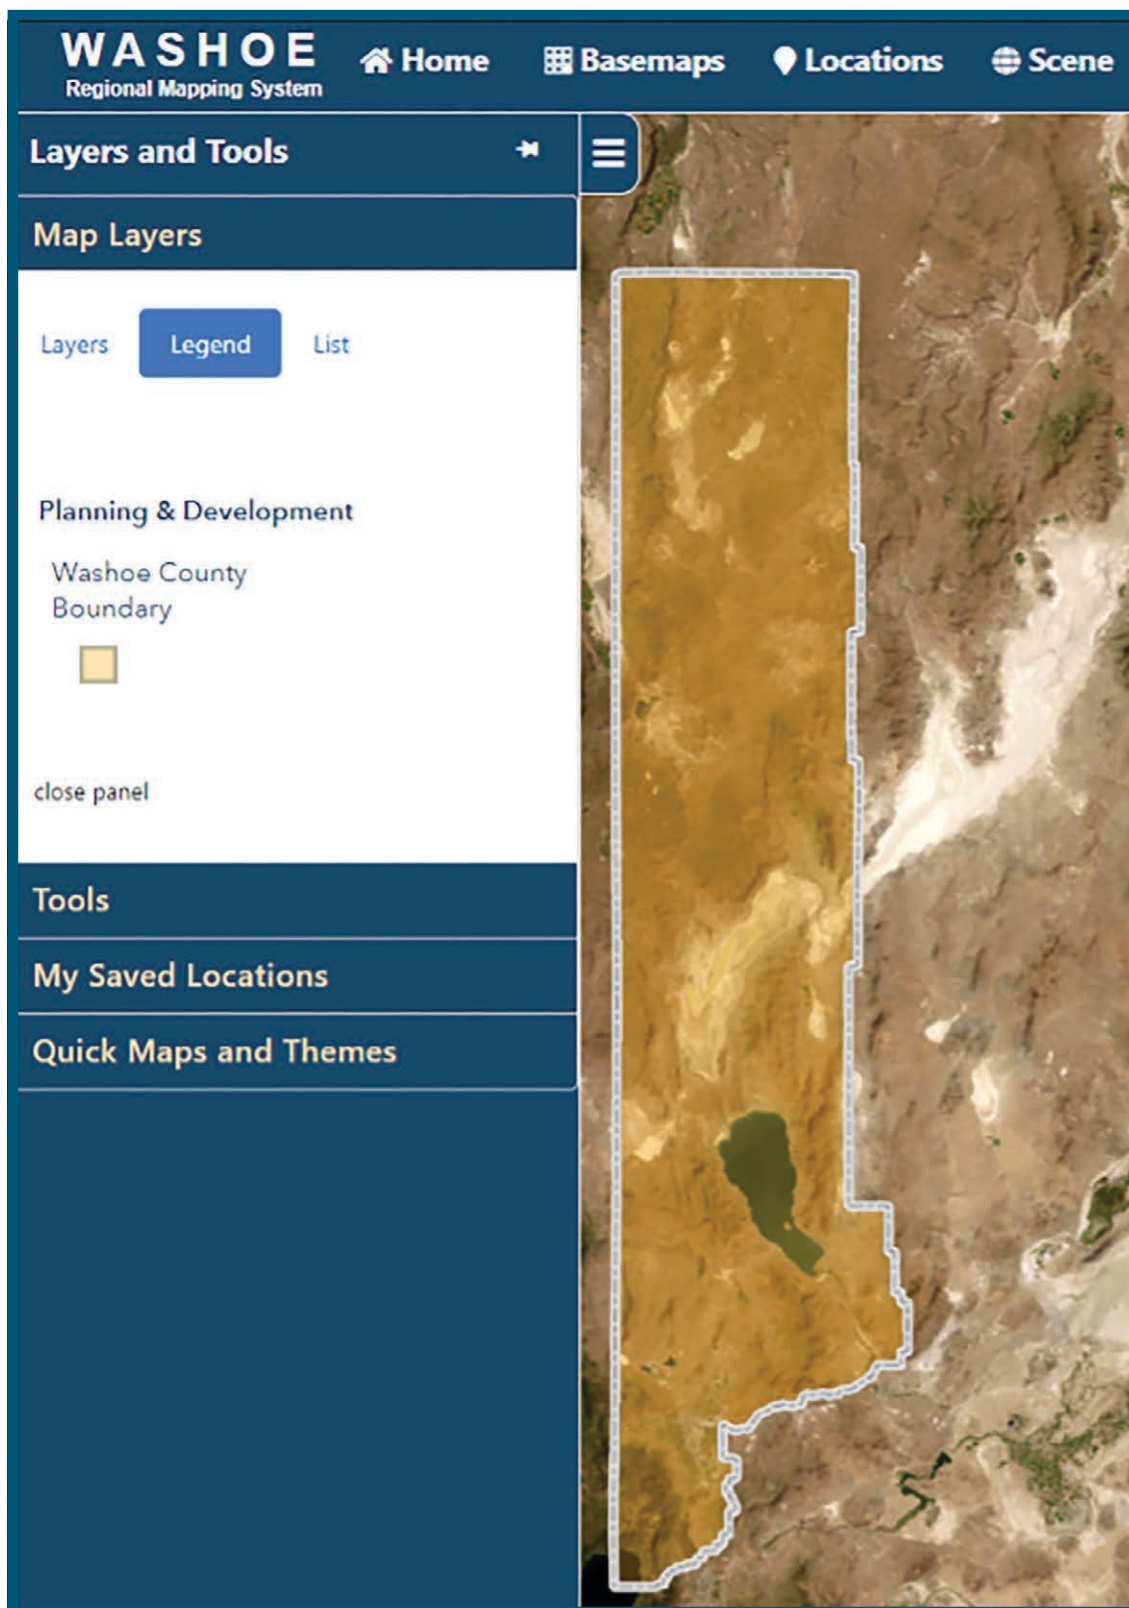 WASHOE
Regional Mapping System
Home
Basemaps
Locations
Scene
Layers and Tools
Map Layers
Layers
Legend
List
Planning & Development
Washoe County
Boundary
close panel
Tools
My Saved Locations
Quick Maps and Themes